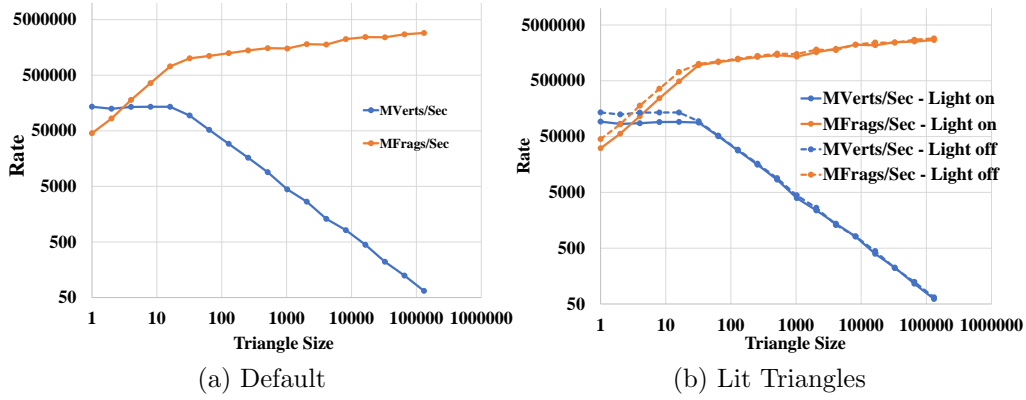 5000000
500000
50000
5000
500
50
Rate
1 10 100 1000 10000 100000 1000000
Triangle Size
MVerts/Sec
MFrags/Sec
(a) Default
5000000
500000
50000
5000
500
50
Rate
1 10 100 1000 10000 100000 1000000
Triangle Size
MVerts/Sec - Light on
MFrags/Sec - Light on
MVerts/Sec - Light off
MFrags/Sec - Light off
(b) Lit Triangles